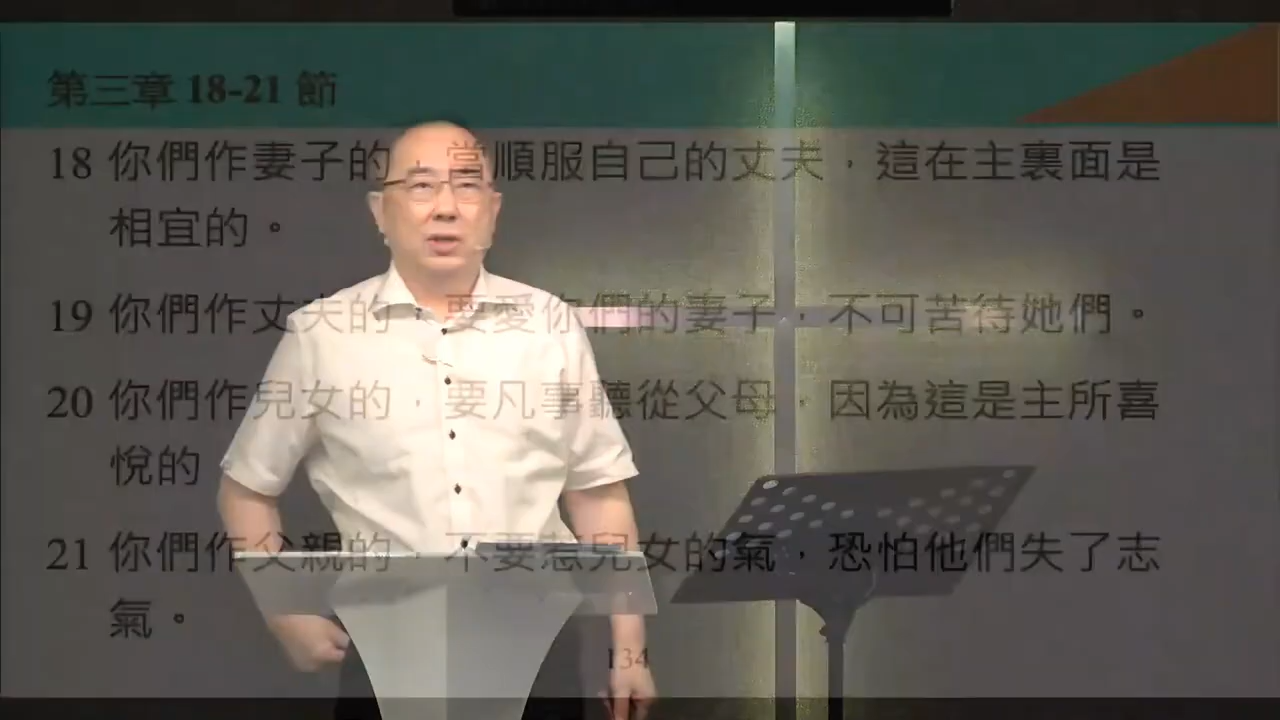 第三章 18-21 節
18 你們作妻子的，當順服自己的丈夫，這在主裏面是
相宜的。
19 你們作丈夫的，要愛你們的妻子，不可苦待她們。
20 你們作兒女的，要凡事聽從父母，因為這是主所喜
悅的
21 你們作父親的，不要惹兒女的氣，恐怕他們失了志
氣。
134